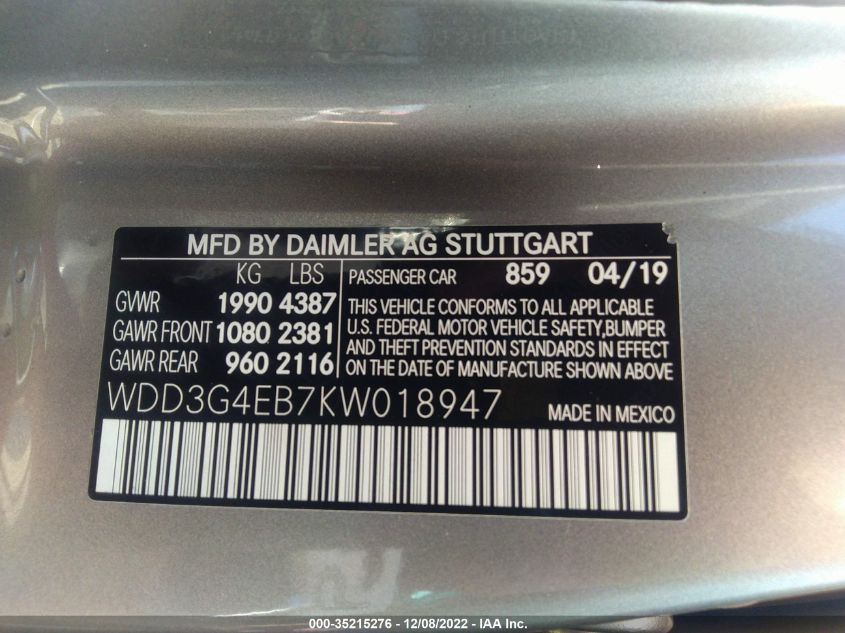 MFD BY DAIMLER AG STUTTGART
KG LBS
GVWR 1990 4387
GAWR FRONT 1080 2381
GAWR REAR 960 2116
PASSENGER CAR 859 04/19
THIS VEHICLE CONFORMS TO ALL APPLICABLE
U.S. FEDERAL MOTOR VEHICLE SAFETY,BUMPER
AND THEFT PREVENTION STANDARDS IN EFFECT
ON THE DATE OF MANUFACTURE SHOWN ABOVE
WDD3G4EB7KW018947 MADE IN MEXICO
000-35215276 - 12/08/2022 - IAA Inc.